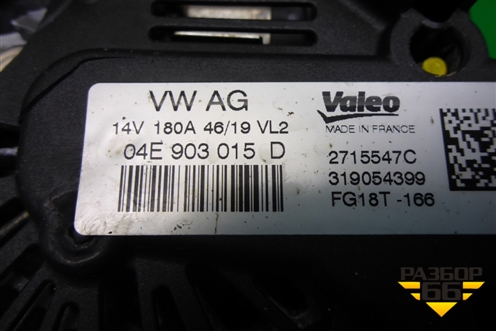 VW AG
14V 180A 46/19 VL2
04E 903 015 D
Valeo
MADE IN FRANCE
2715547C
319054399
FG18T -166
РАЗБОР
66